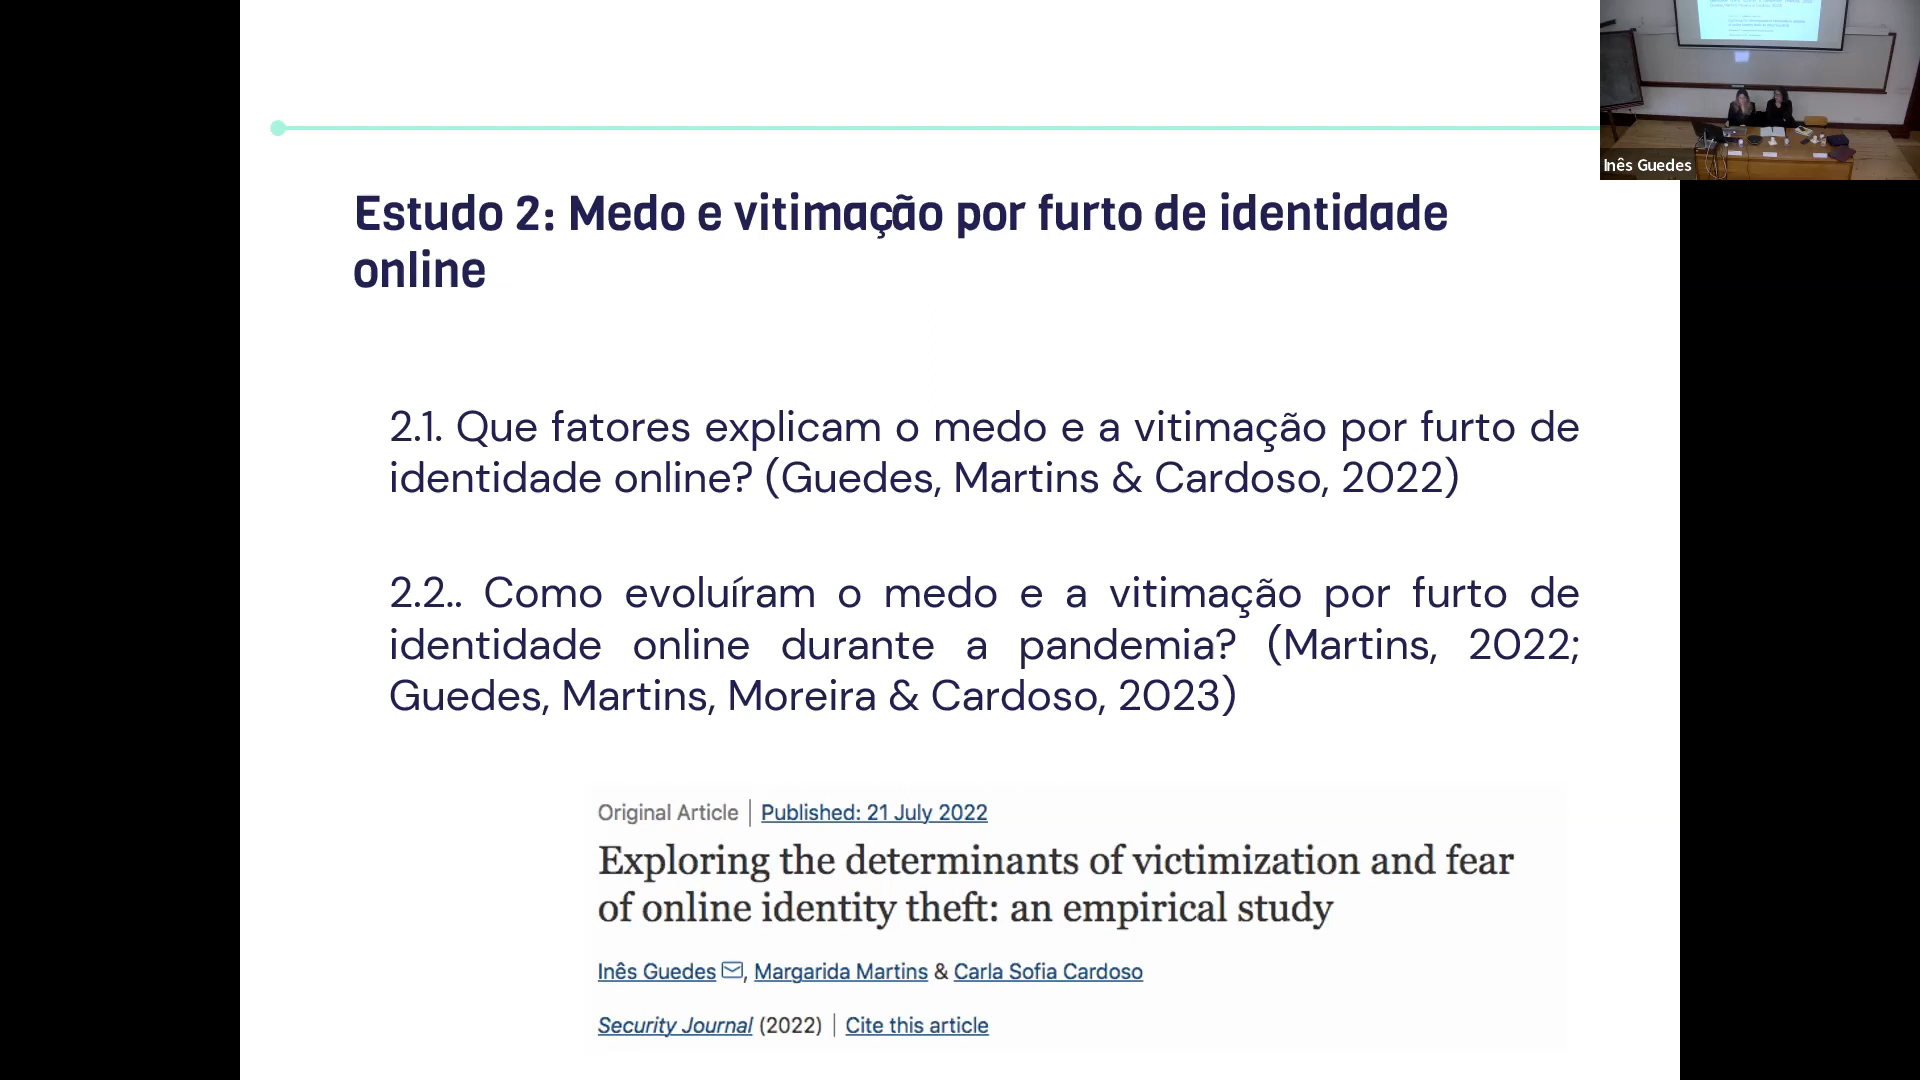 Inês Guedes
Estudo 2: Medo e vitimação por furto de identidade
online
2.1. Que fatores explicam o medo e a vitimação por furto de
identidade online? (Guedes, Martins & Cardoso, 2022)
2.2.. Como evoluíram o medo e a vitimação por furto de
identidade online durante a pandemia? (Martins, 2022;
Guedes, Martins, Moreira & Cardoso, 2023)
Original Article | Published: 21 July 2022
Exploring the determinants of victimization and fear
of online identity theft: an empirical study
Inês Guedes, Margarida Martins & Carla Sofia Cardoso
Security Journal (2022) | Cite this article